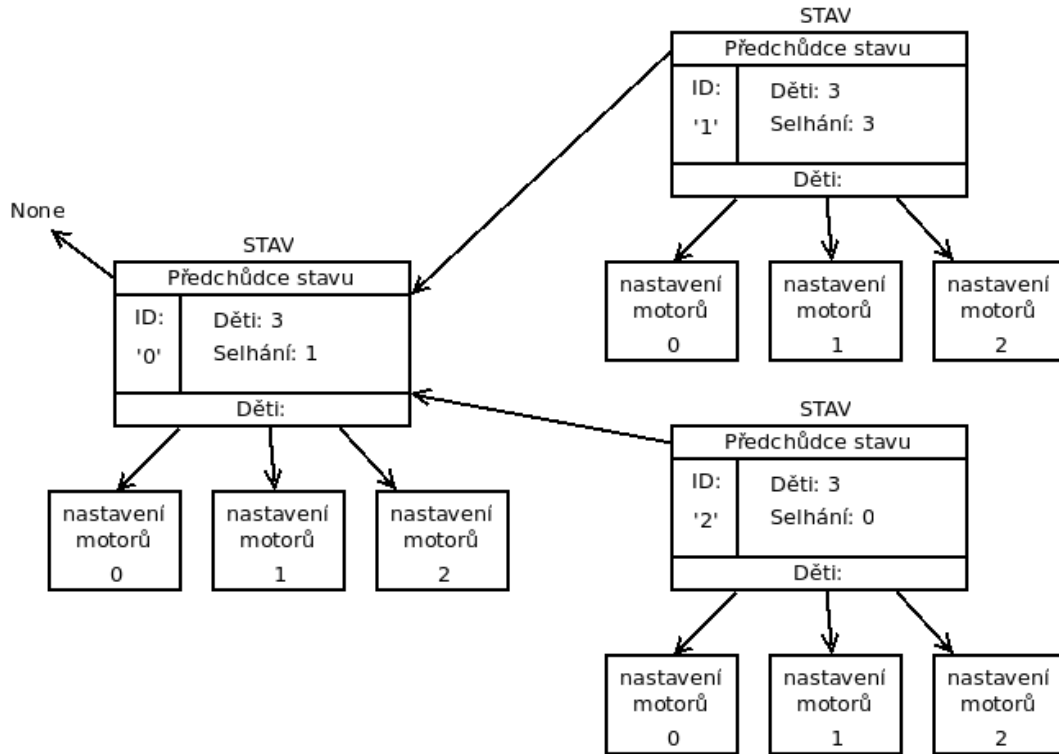 STAV
Předchůdce stavu
ID:
'1'
Děti: 3
Selhání: 3
Děti:
nastavení
motorů
0
nastavení
motorů
1
nastavení
motorů
2
None
STAV
Předchůdce stavu
ID:
'0'
Děti: 3
Selhání: 1
Děti:
nastavení
motorů
0
nastavení
motorů
1
nastavení
motorů
2
STAV
Předchůdce stavu
ID:
'2'
Děti: 3
Selhání: 0
Děti:
nastavení
motorů
0
nastavení
motorů
1
nastavení
motorů
2